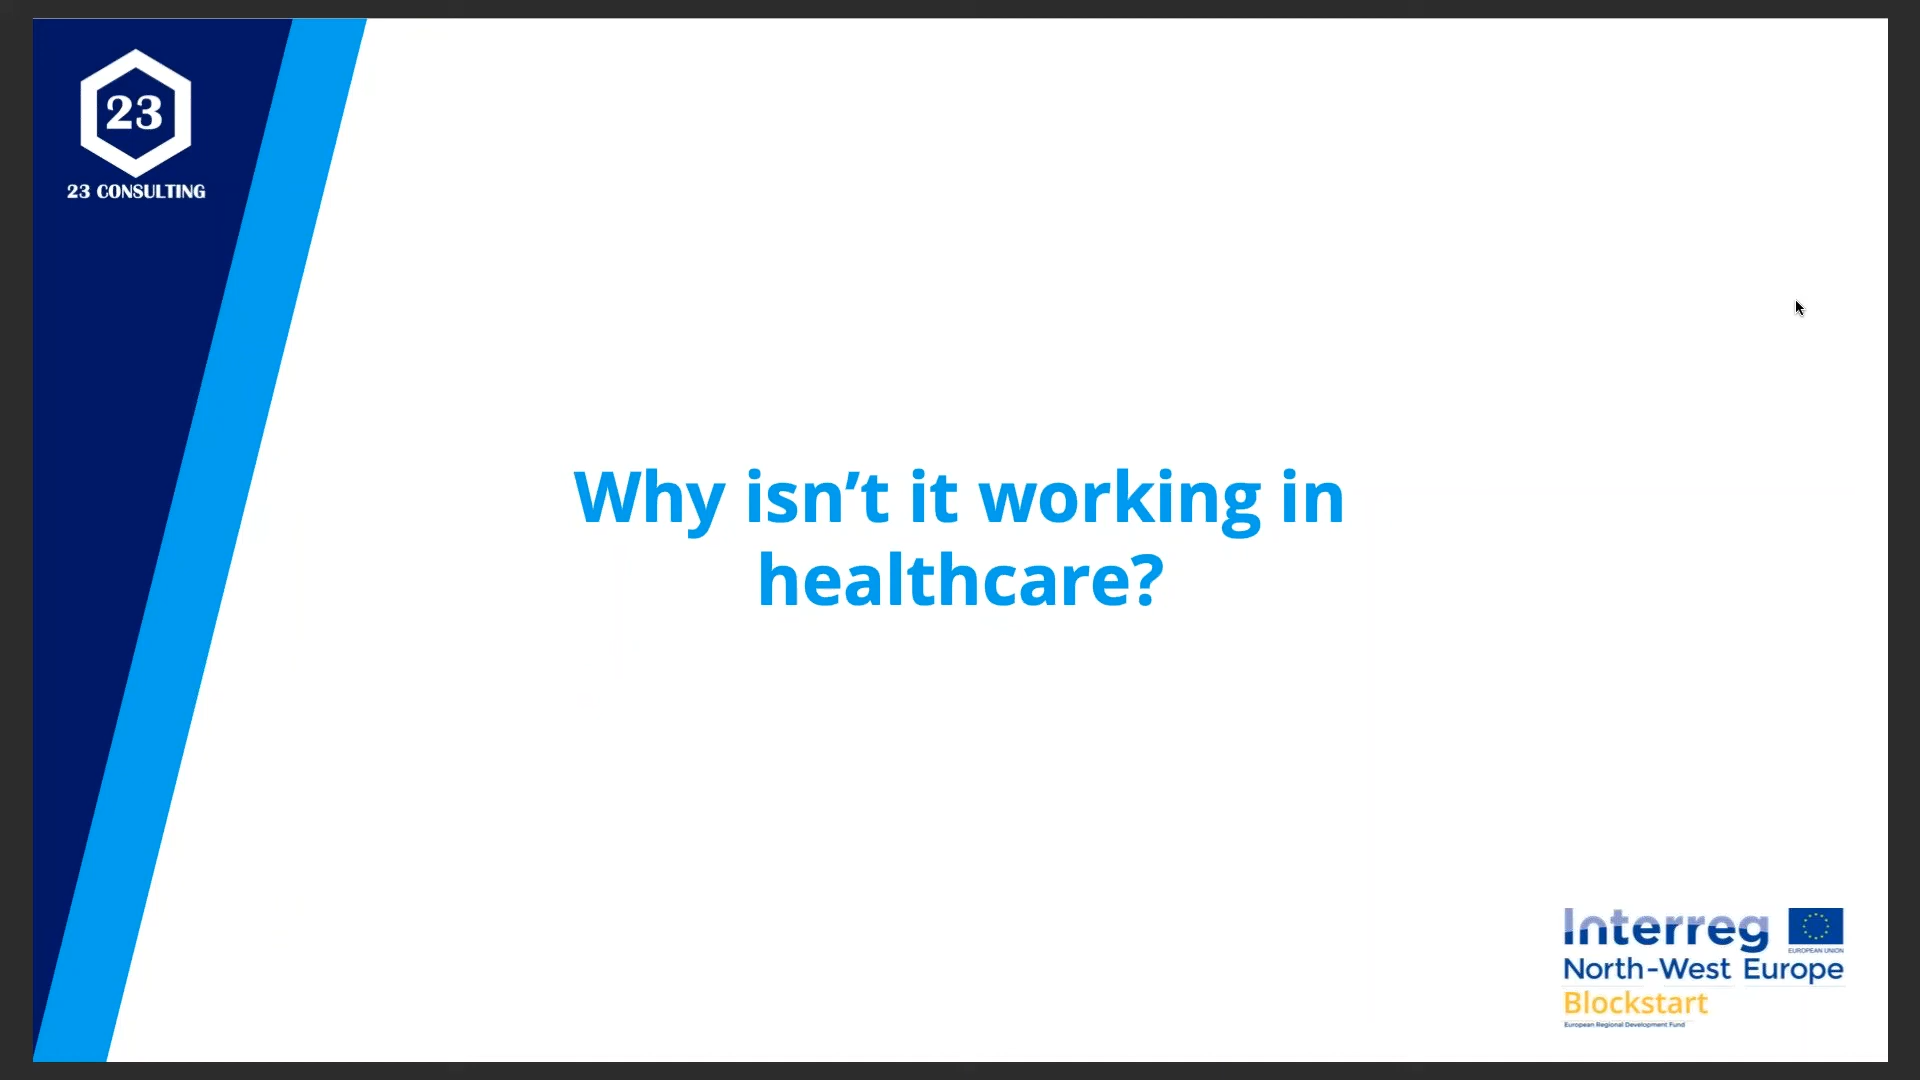 23
23 CONSULTING
Why isn’t it working in
healthcare?
Interreg
EUROPEAN UNION
North-West Europe
Blockstart
European Regional Development Fund